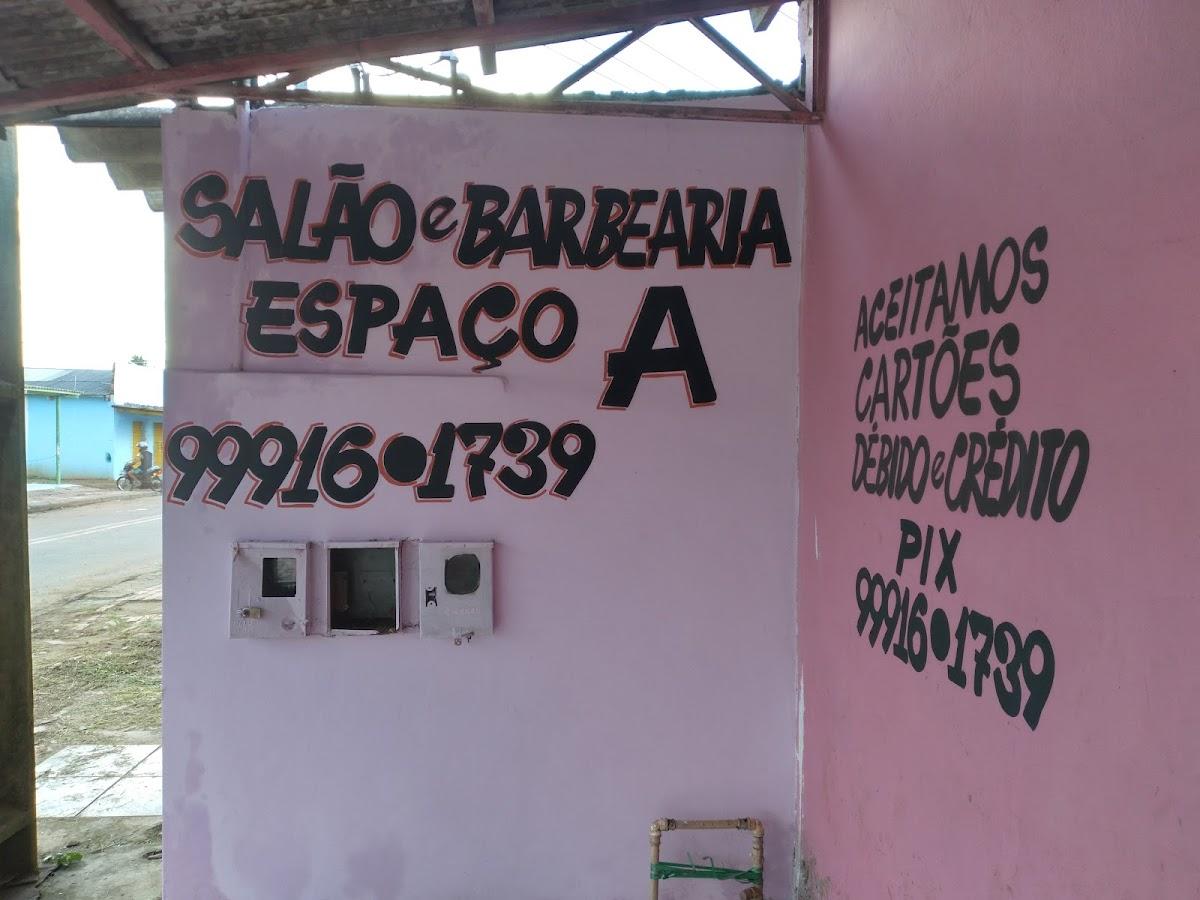 SALÃO e BARBEARIA
ESPAÇO A
99916•1739
ACEITAMOS
CARTÕES
DÉBIDO e CRÉDITO
PIX
99916•1739